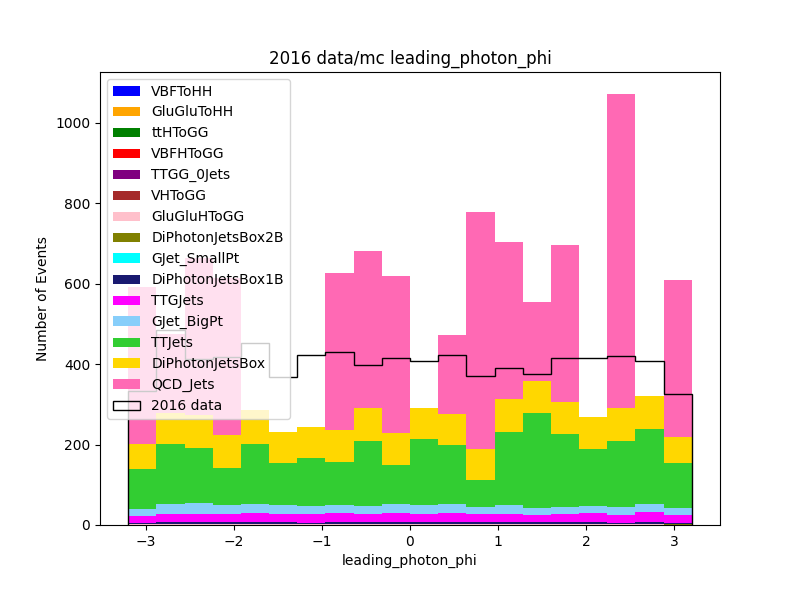 2016 data/mc leading_photon_phi
Number of Events
1000
800
600
400
200
0
VBFToHH
GluGluToHH
ttHToGG
VBFHToGG
TTGG_0Jets
VHToGG
GluGluHToGG
DiPhotonJetsBox2B
GJet_SmallPt
DiPhotonJetsBox1B
TTGJets
GJet_BigPt
TTJets
DiPhotonJetsBox
QCD_Jets
2016 data
−3 −2 −1 0 1 2 3
leading_photon_phi